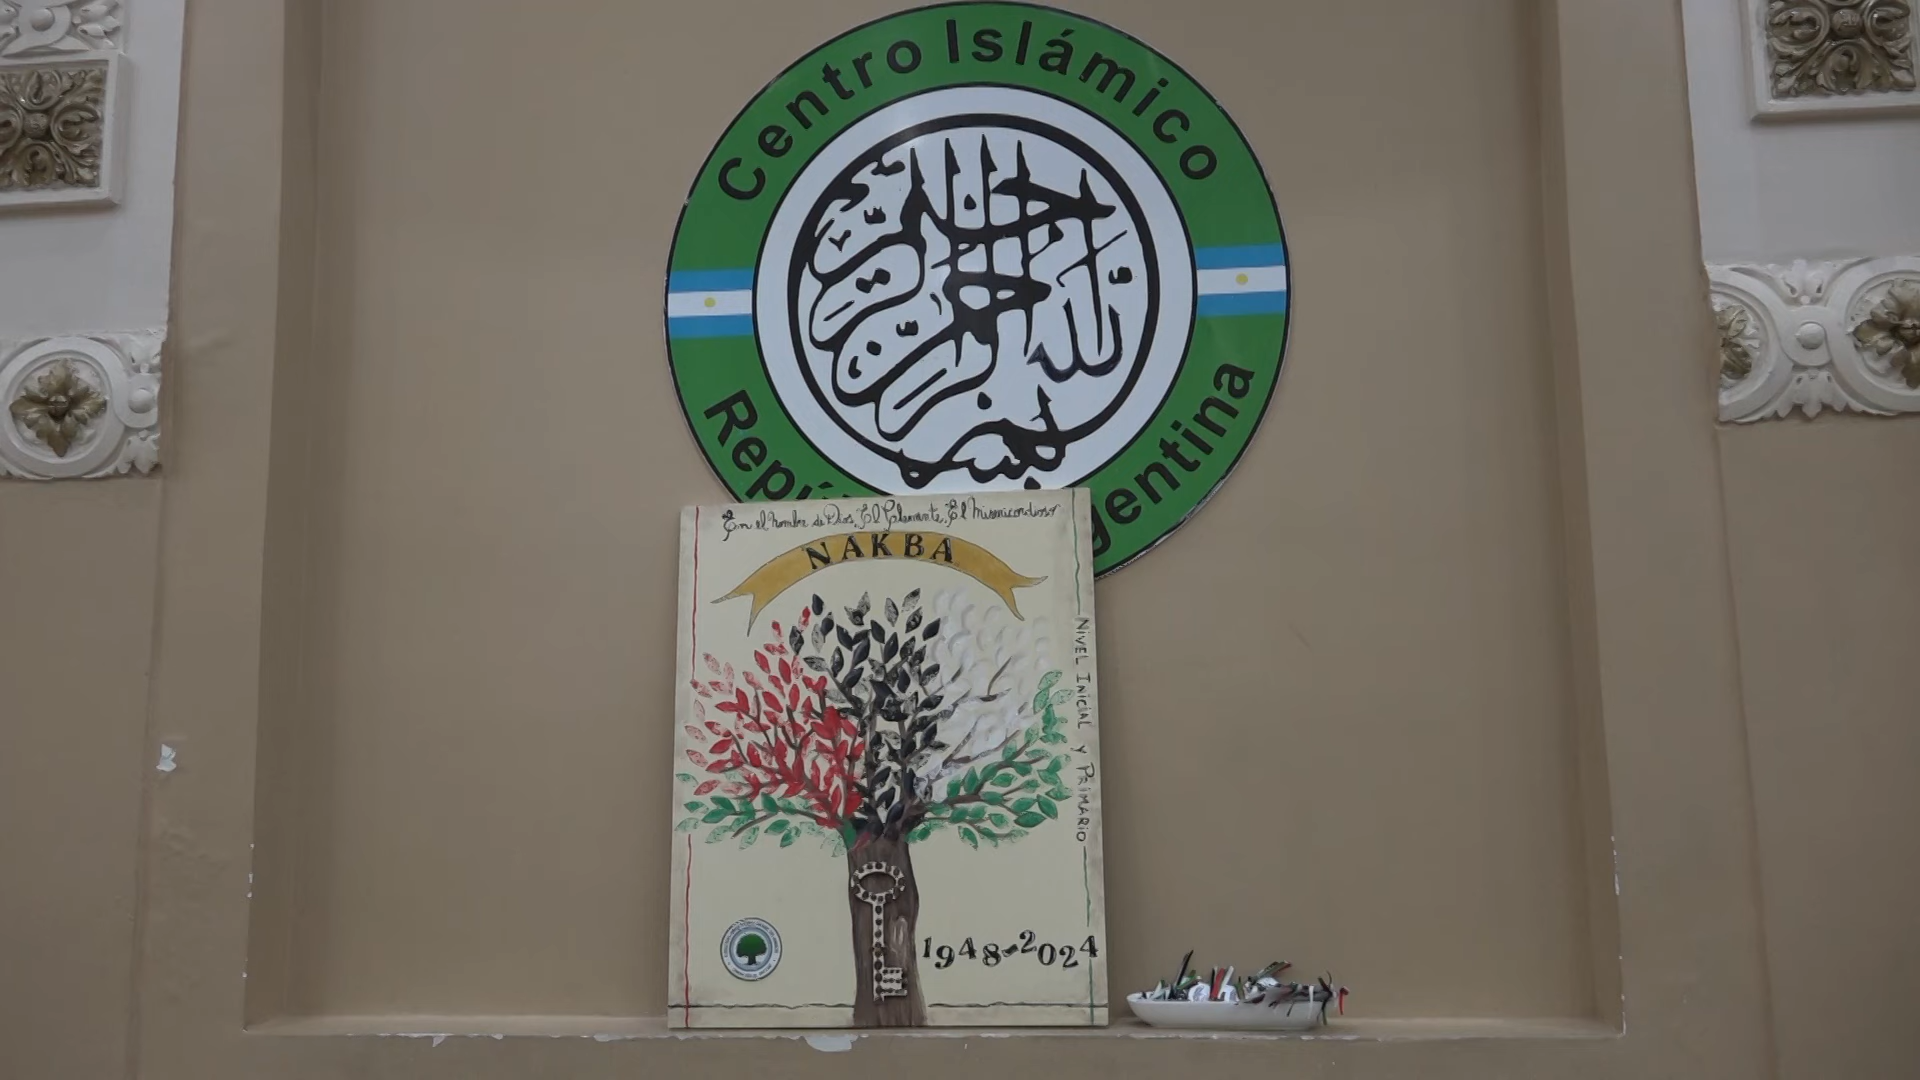 Centro Islámico
بسم الله الرحمن الرحيم
República Argentina
En el Nombre de Dios, El Clemente, El Misericordioso
NAKBA
NIVEL INICIAL Y PRIMARIO
1948-2024